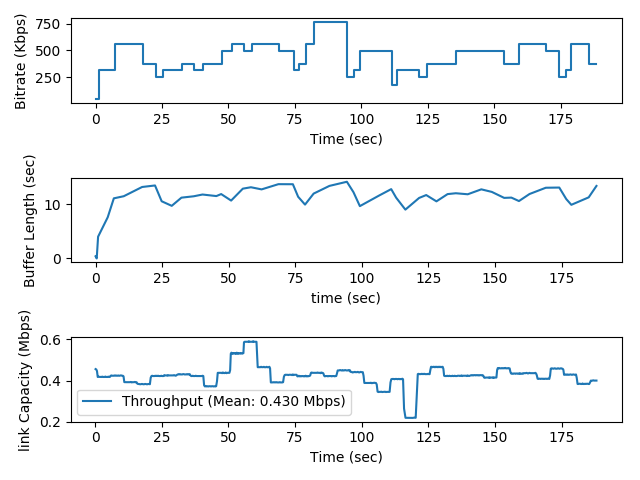 Bitrate (Kbps)
750
500
250
0 25 50 75 100 125 150 175
Time (sec)
Buffer Length (sec)
10
0
0 25 50 75 100 125 150 175
time (sec)
link Capacity (Mbps)
0.6
0.4
0.2
Throughput (Mean: 0.430 Mbps)
0 25 50 75 100 125 150 175
Time (sec)